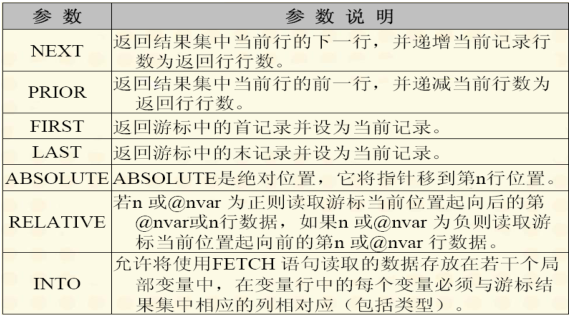 参 数 参 数 说 明
NEXT 返回结果集中当前行的下一行，并递增当前记录行
数为返回行行数。
PRIOR 返回结果集中当前行的前一行，并递减当前行数为
返回行行数。
FIRST 返回游标中的首记录并设为当前记录。
LAST 返回游标中的末记录并设为当前记录。
ABSOLUTE ABSOLUTE是绝对位置，它将指针移到第n行位置。
RELATIVE 若n 或@nvar 为正则读取游标当前位置起向后的第
@nvar或n行数据，如果n 或@nvar 为负则读取游
标当前位置起向前的第n 或@nvar 行数据。
INTO 允许将使用FETCH 语句读取的数据存放在若干个局
部变量中，在变量行中的每个变量必须与游标结
果集中相应的列相对应（包括类型）。